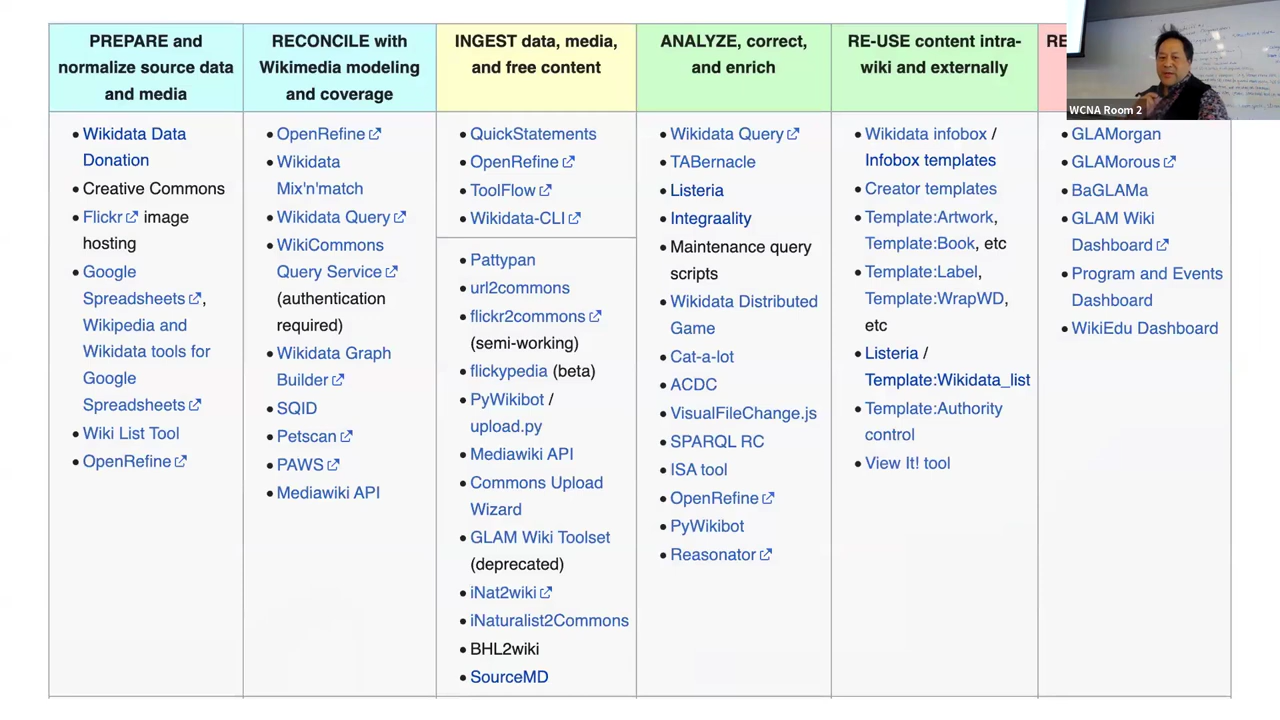 PREPARE and
normalize source data
and media
RECONCILE with
Wikimedia modeling
and coverage
INGEST data, media,
and free content
ANALYZE, correct,
and enrich
RE-USE content intra-
wiki and externally
RE
WCNA Room 2
• Wikidata Data
Donation
• Creative Commons
• Flickr image
hosting
• Google
Spreadsheets,
Wikipedia and
Wikidata tools for
Google
Spreadsheets
• Wiki List Tool
• OpenRefine
• OpenRefine
• Wikidata
Mix'n'match
• Wikidata Query
• WikiCommons
Query Service
(authentication
required)
• Wikidata Graph
Builder
• SQID
• Petscan
• PAWS
• Mediawiki API
• QuickStatements
• OpenRefine
• ToolFlow
• Wikidata-CLI
• Pattypan
• url2commons
• flickr2commons
(semi-working)
• flickypedia (beta)
• PyWikibot /
upload.py
• Mediawiki API
• Commons Upload
Wizard
• GLAM Wiki Toolset
(deprecated)
• iNat2wiki
• iNaturalist2Commons
• BHL2wiki
• SourceMD
• Wikidata Query
• TABernacle
• Listeria
• Integraality
• Maintenance query
scripts
• Wikidata Distributed
Game
• Cat-a-lot
• ACDC
• VisualFileChange.js
• SPARQL RC
• ISA tool
• OpenRefine
• PyWikibot
• Reasonator
• Wikidata infobox /
Infobox templates
• Creator templates
• Template:Artwork,
Template:Book, etc
• Template:Label,
Template:WrapWD,
etc
• Listeria /
Template:Wikidata_list
• Template:Authority
control
• View It! tool
• GLAMorgan
• GLAMorous
• BaGLAMa
• GLAM Wiki
Dashboard
• Program and Events
Dashboard
• WikiEdu Dashboard